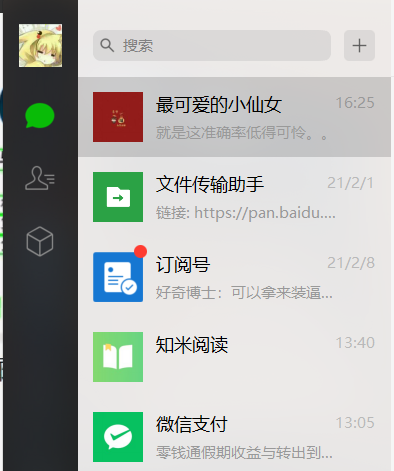 搜索
最可爱的小仙女 16:25
就是这准确率低得可怜。。
文件传输助手 21/2/1
链接: https://pan.baidu....
订阅号 21/2/8
好奇博士：可以拿来装逼...
知米阅读 13:40
微信支付 13:05
零钱通假期收益与转出到...